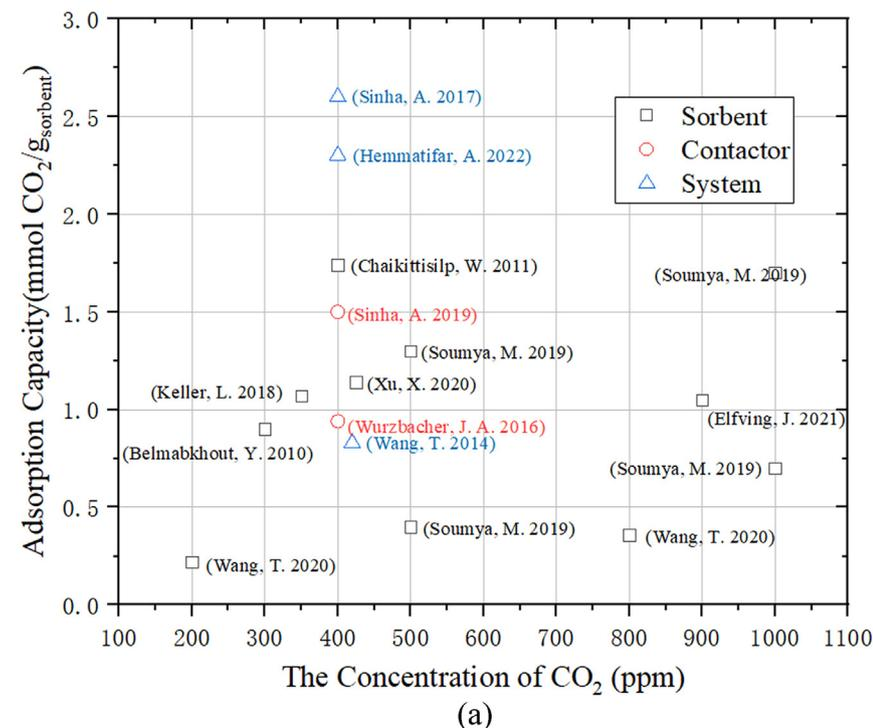 3.0
2.5
2.0
1.5
1.0
0.5
0.0
Adsorption Capacity(mmol CO₂/g_sorbent)
(Sinha, A. 2017)
(Hemmatifar, A. 2022)
Sorbent
Contactor
System
(Chaikittisilp, W. 2011)
(Soumya, M. 2019)
(Sinha, A. 2019)
(Soumya, M. 2019)
(Xu, X. 2020)
(Keller, L. 2018)
(Elfving, J. 2021)
(Wurzbacher, J. A. 2016)
(Wang, T. 2014)
(Belmabkhout, Y. 2010)
(Soumya, M. 2019)
(Soumya, M. 2019)
(Wang, T. 2020)
(Wang, T. 2020)
100 200 300 400 500 600 700 800 900 1000 1100
The Concentration of CO₂ (ppm)
(a)